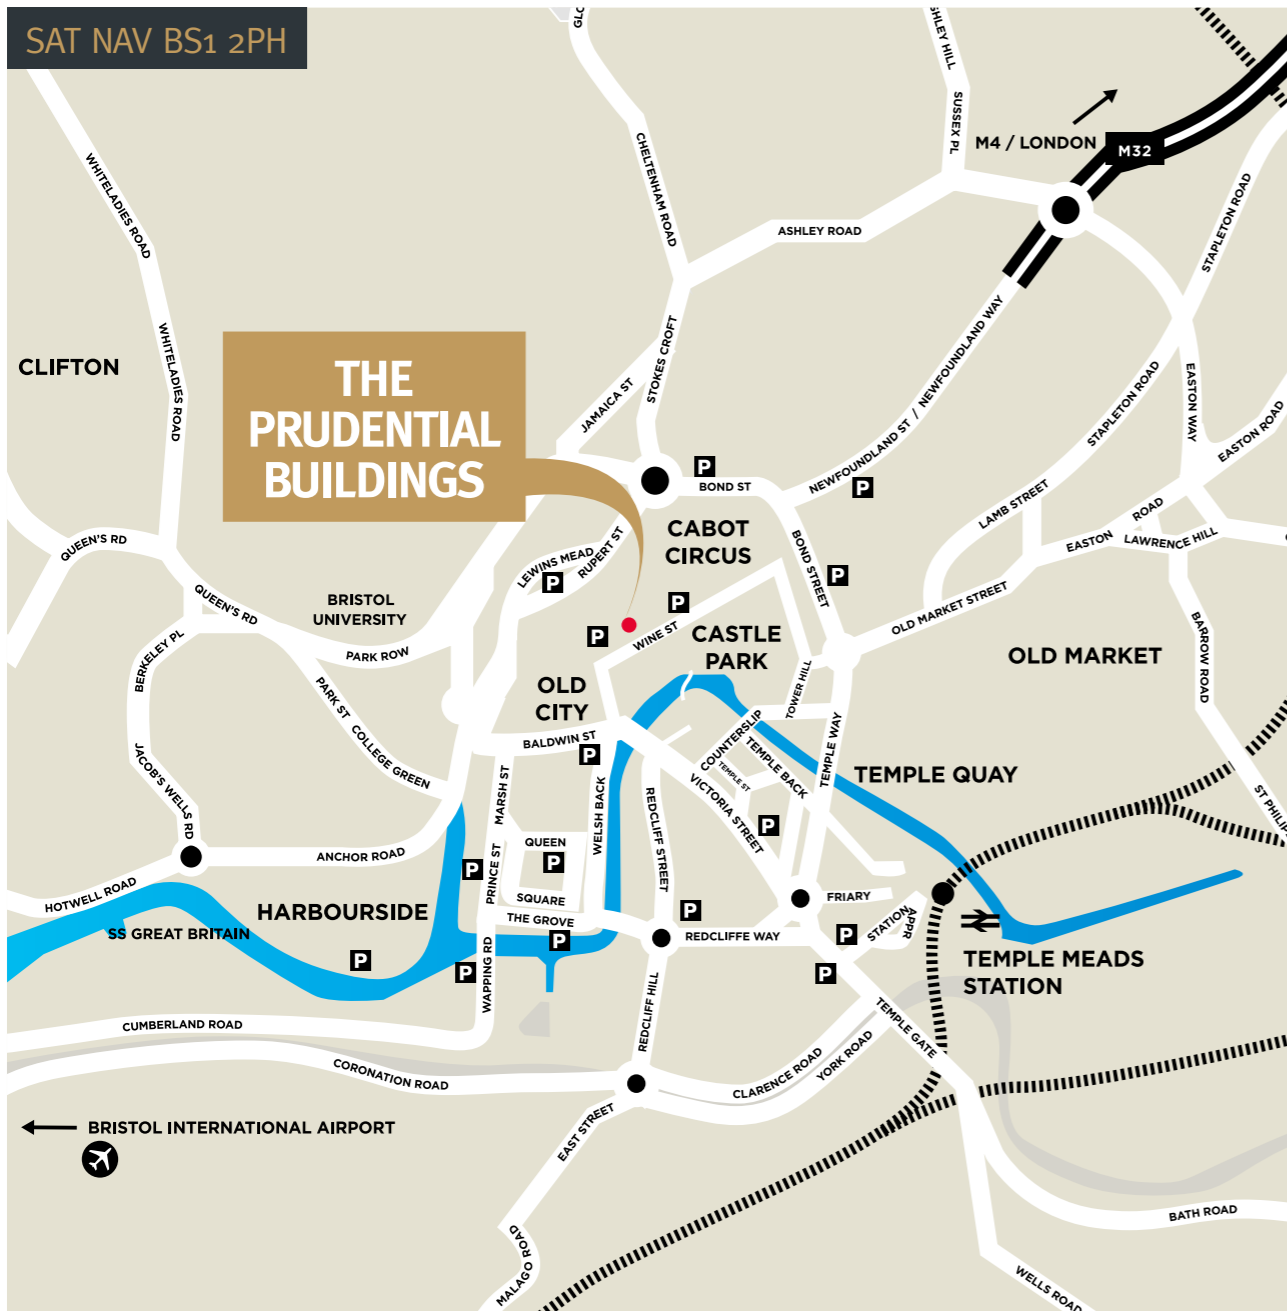 SAT NAV BS1 2PH
GLO
SHLEY HILL
SUSSEX PL
M4 / LONDON
M32
WHITELADIES ROAD
CHELTENHAM ROAD
ASHLEY ROAD
STAPLETON ROAD
CLIFTON
WHITELADIES ROAD
THE
PRUDENTIAL
BUILDINGS
JAMAICA ST
STOKES CROFT
NEWFOUNDLAND ST / NEWFOUNDLAND WAY
STAPLETON ROAD
EASTON WAY
EASTON ROAD
P
BOND ST
P
LAMB STREET
EASTON
ROAD
LAWRENCE HILL
CABOT
CIRCUS
BOND STREET
P
QUEEN'S RD
LEWINS MEAD
P
RUPERT ST
QUEEN'S RD
BRISTOL
UNIVERSITY
P
P
WINE ST
OLD MARKET STREET
BARROW ROAD
BERKELEY PL
PARK ROW
CASTLE
PARK
OLD MARKET
PARK ST
OLD
CITY
TOWER HILL
COLLEGE GREEN
BALDWIN ST
P
COUNTERSLIP
TEMPLE BACK
TEMPLE ST
TEMPLE WAY
TEMPLE QUAY
JACOB'S WELLS RD
MARSH ST
WELSH BACK
REDCLIFF STREET
VICTORIA STREET
P
ST PHILIP
ANCHOR ROAD
PRINCE ST
QUEEN
P
SQUARE
P
HOTWELL ROAD
HARBOURSIDE
THE GROVE
P
P
REDCLIFFE WAY
FRIARY
P
STATION
APPR
SS GREAT BRITAIN
P
P
WAPPING RD
P
TEMPLE MEADS
STATION
CUMBERLAND ROAD
REDCLIFF HILL
TEMPLE GATE
CORONATION ROAD
CLARENCE ROAD
YORK ROAD
BRISTOL INTERNATIONAL AIRPORT
EAST STREET
BATH ROAD
MALAGO ROAD
WELLS ROAD